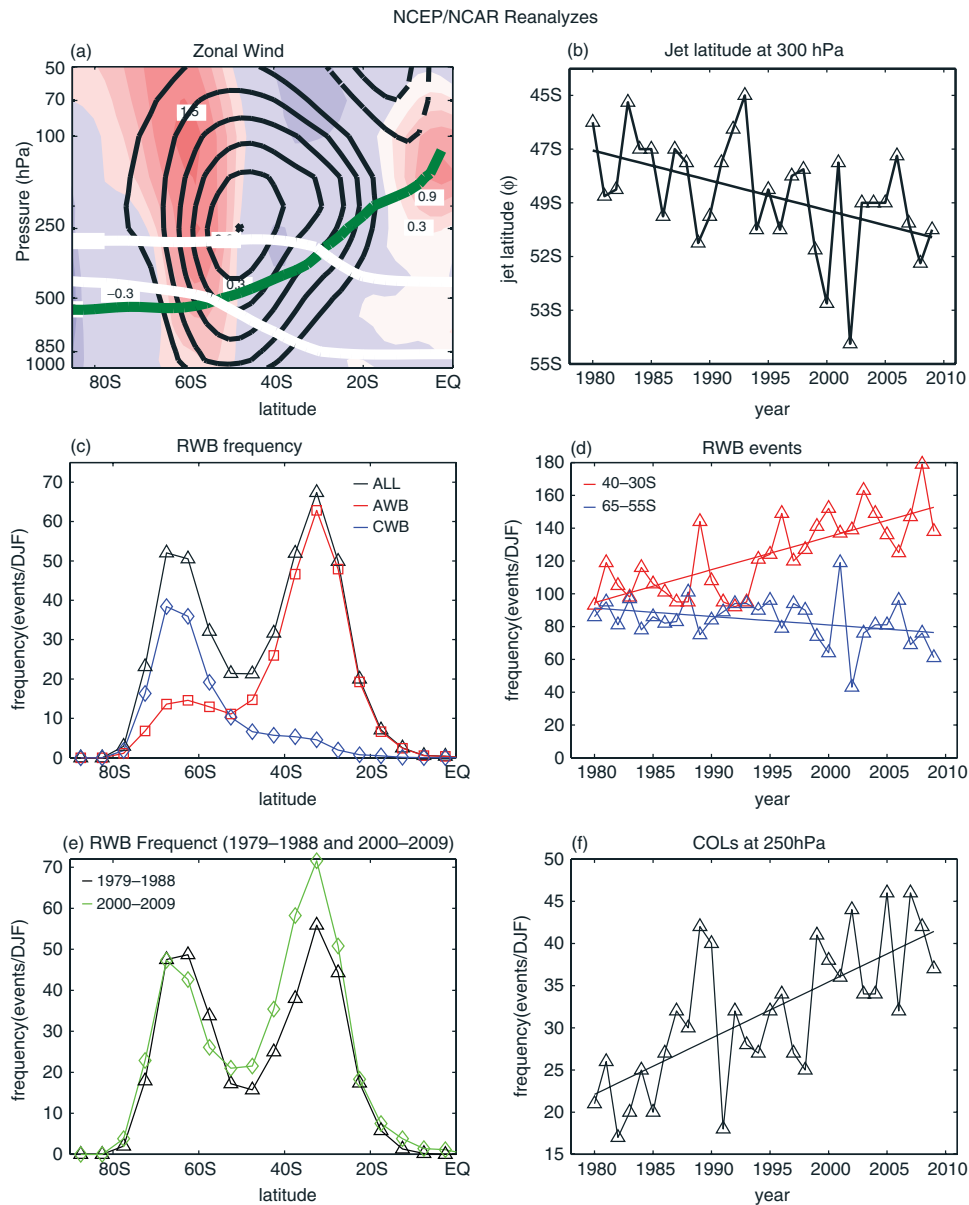 NCEP/NCAR Reanalyzes
(a) Zonal Wind
50
70
100
250
500
850
1000
Pressure (hPa)
1.5
0.9
0.3
0.3
−0.3
80S 60S 40S 20S EQ
latitude
(b) Jet latitude at 300 hPa
45S
47S
49S
52S
53S
55S
jet latitude (ϕ)
1980 1985 1990 1995 2000 2005 2010
year
(c) RWB frequency
ALL
AWB
CWB
70
60
50
40
30
20
10
0
frequency(events/DJF)
80S 60S 40S 20S EQ
latitude
(d) RWB events
40–30S
65–55S
180
160
140
120
100
80
60
40
20
0
frequency(events/DJF)
1980 1985 1990 1995 2000 2005 2010
year
(e) RWB Frequenct (1979–1988 and 2000–2009)
1979–1988
2000–2009
70
60
50
40
30
20
10
0
frequency(events/DJF)
80S 60S 40S 20S EQ
latitude
(f) COLs at 250hPa
50
45
40
35
30
25
20
15
frequency(events/DJF)
1980 1985 1990 1995 2000 2005 2010
year